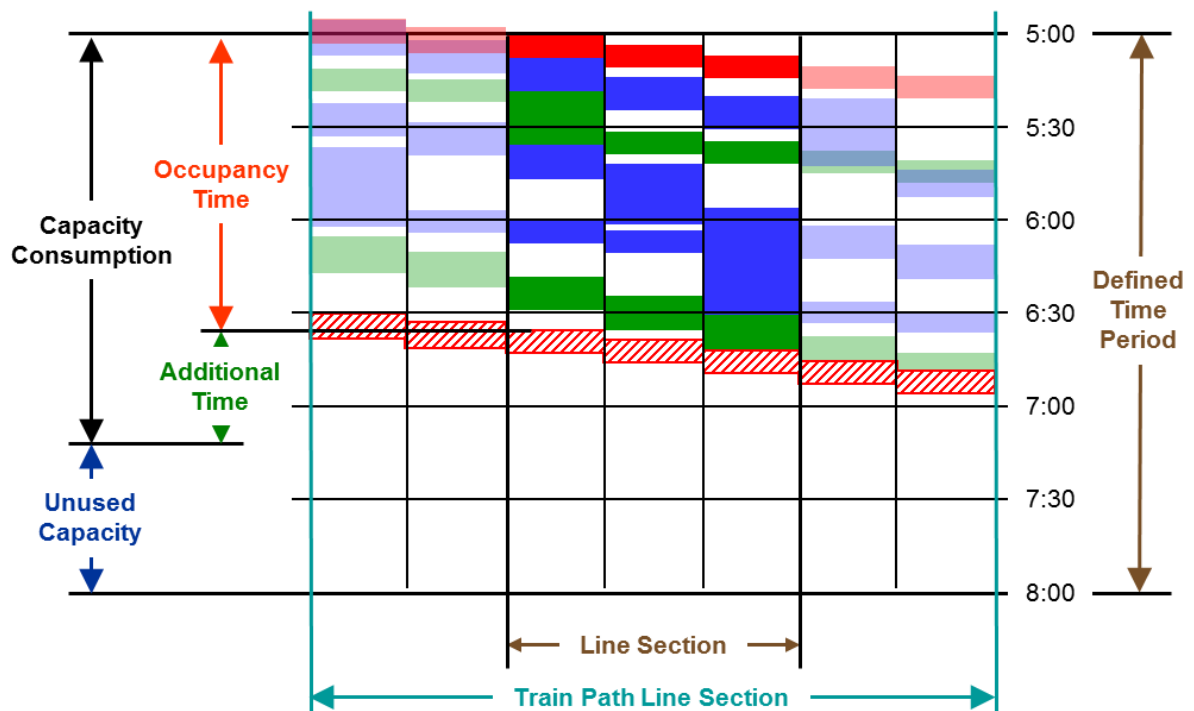 5:00
Occupancy
Time
5:30
Capacity
Consumption
6:00
Defined
Time
Period
6:30
Additional
Time
7:00
Unused
Capacity
7:30
8:00
Line Section
Train Path Line Section